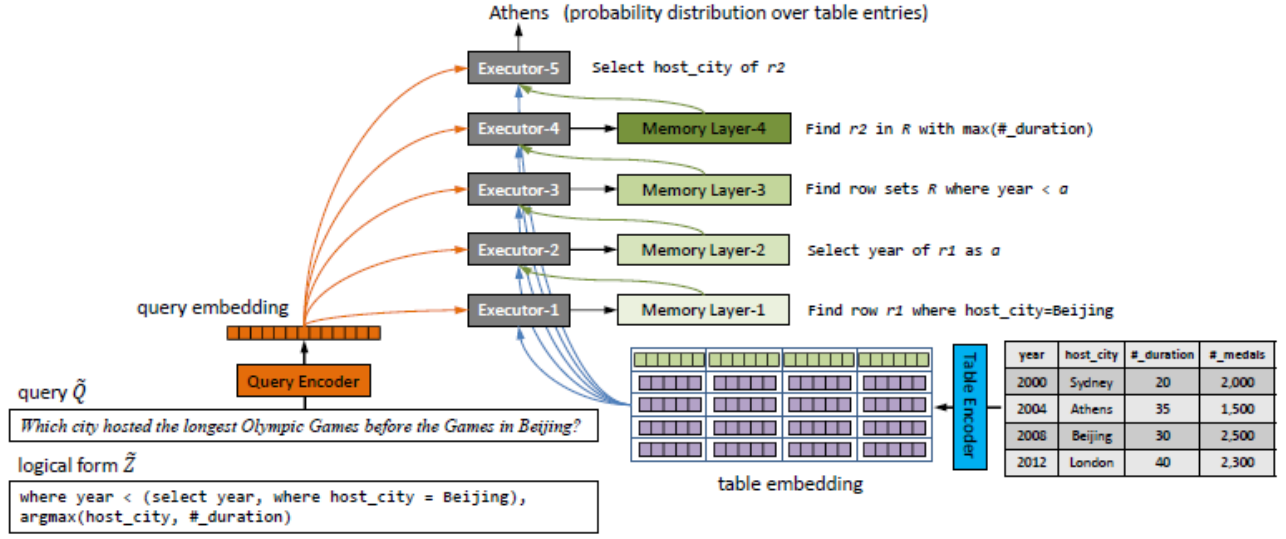 Athens (probability distribution over table entries)
Executor-5 Select host_city of r2
Executor-4 Memory Layer-4 Find r2 in R with max(#_duration)
Executor-3 Memory Layer-3 Find row sets R where year < a
Executor-2 Memory Layer-2 Select year of r1 as a
query embedding
Executor-1 Memory Layer-1 Find row r1 where host_city=Beijing
Query Encoder
query Q̃
Which city hosted the longest Olympic Games before the Games in Beijing?
logical form Z̃
where year < (select year, where host_city = Beijing),
argmax(host_city, #_duration)
table embedding
Table Encoder
year host_city #_duration #_medals
2000 Sydney 20 2,000
2004 Athens 35 1,500
2008 Beijing 30 2,500
2012 London 40 2,300